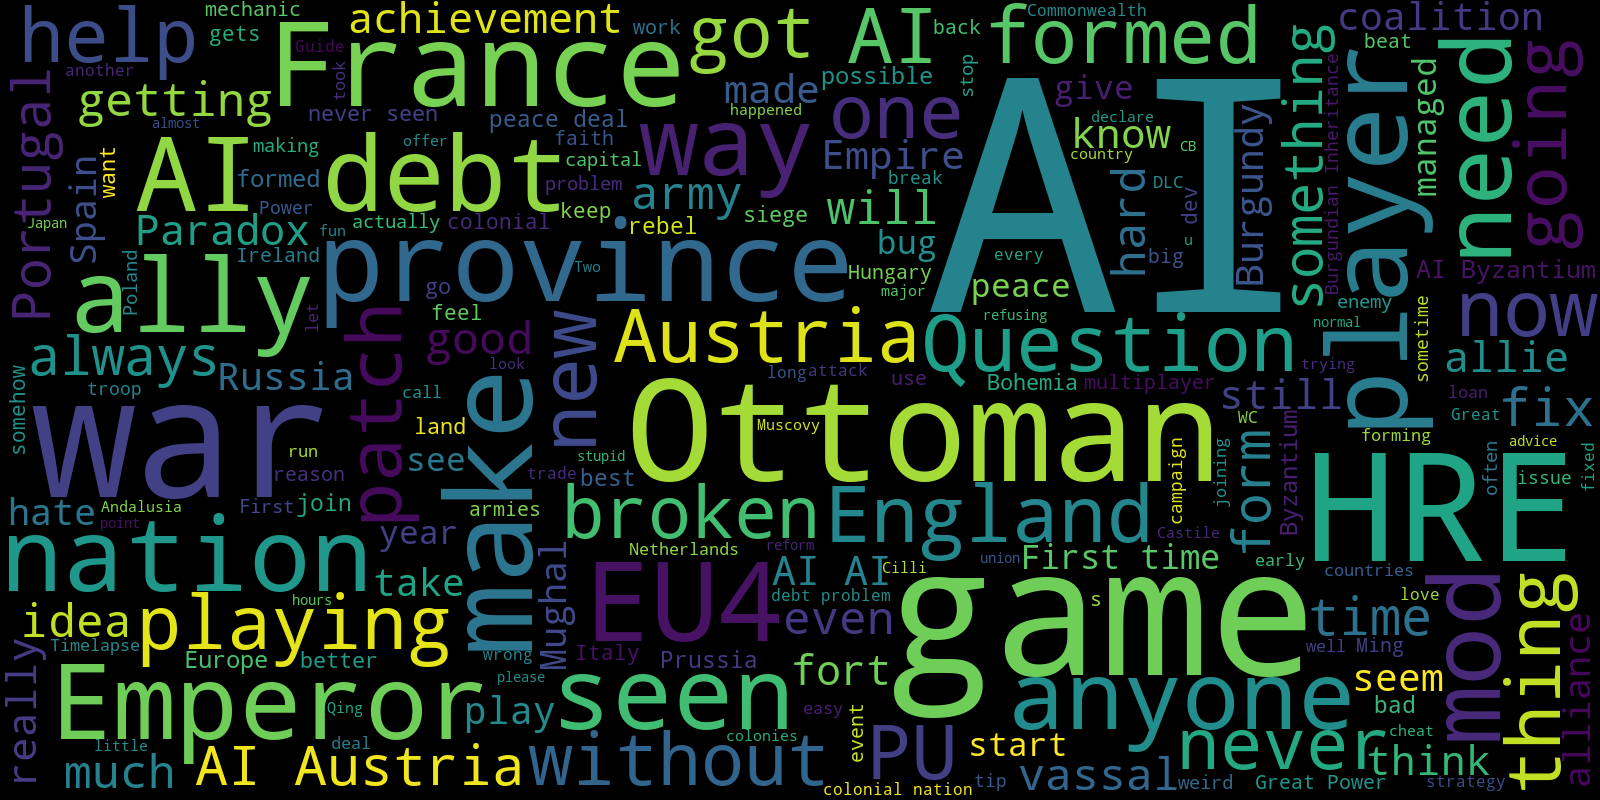 mechanic
Commonwealth
help
gets
achievement
work
got
AI
back
formed
coalition
France
Guide
beat
another
took
never seen
made
possible
stop
give
something
player
need
going
Portugal
getting
peace deal
happened
one
declare
know
CB
country
managed
almost
AI
debt
making
offer
faith
capital
way
Empire
AI
Burgundy
Burgundian Inheritance
want
Spain
formed
problem
army
break
DLC
hard
dev
Japan
Paradox
Power
actually
colonial
keep
rebel
siege
will
bug
u
big
Ireland
fun
Two
every
AI Byzantium
ally
province
Hungary
major
peace
enemy
now
Poland
let
go
feel
Austria
refusing
normal
sometime
always
patch
good
new
Question
trying
allie
troop
Russia
look
long
attack
use
Bohemia
multiplayer
still
loan
somehow
call
WC
Great
fix
war
make
land
Ottoman
Muscovy
forming
run
see
stupid
campaign
joining
form
Byzantium
HRE
often
advice
reason
trade
best
issue
fixed
hate
Andalusia
First
join
armies
broken
England
point
year
Castile
nation
Netherlands
reform
union
First time
early
take
Mughal
EU4
AI AI
Cilli
countries
hours
debt problem
game
s
love
mod
thing
idea
playing
even
time
really
Timelapse
Europe
better
wrong
Italy
Prussia
fort
well
Ming
alliance
please
seen
seem
Emperor
Qing
play
easy
event
anyone
bad
little
deal
colonies
PU
start
never
cheat
think
much
AI Austria
without
tip
vassal
weird
Great Power
strategy
colonial nation